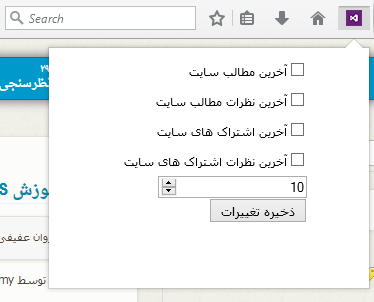 Search
۲۹
نظرسنجی
آخرین مطالب سایت
آخرین نظرات مطالب سایت
آخرین اشتراک های سایت
آخرین نظرات اشتراک های سایت
10
ذخیره تغییرات
وزش
روان عفیفی
توسط my